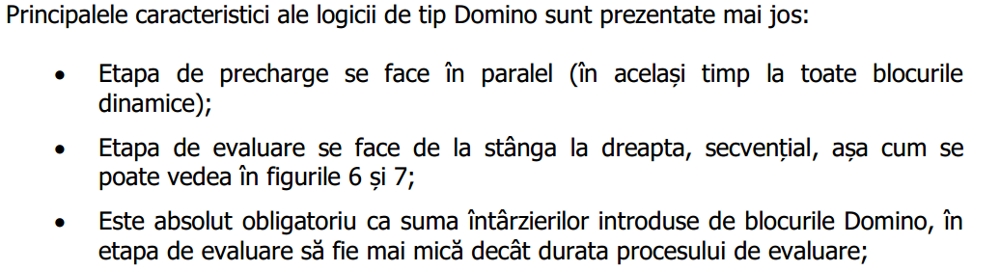 Principalele caracteristici ale logicii de tip Domino sunt prezentate mai jos:
• Etapa de precharge se face în paralel (în același timp la toate blocurile
dinamice);
• Etapa de evaluare se face de la stânga la dreapta, secvențial, așa cum se
poate vedea în figurile 6 și 7;
• Este absolut obligatoriu ca suma întârzierilor introduse de blocurile Domino, în
etapa de evaluare să fie mai mică decât durata procesului de evaluare;